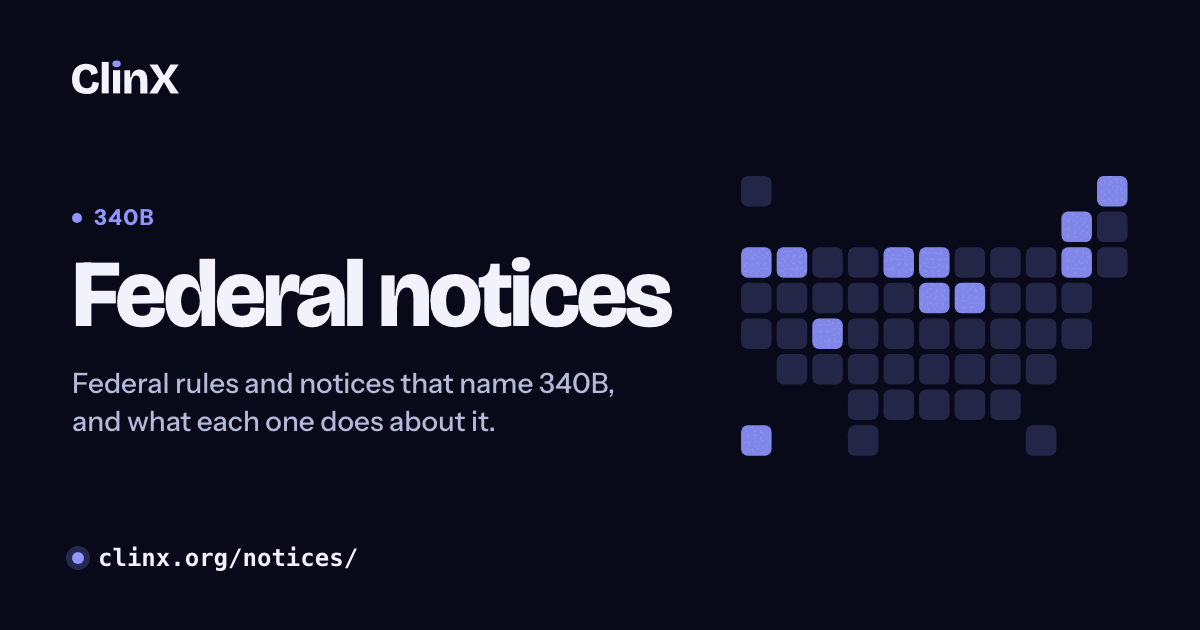 ClinX
340B
Federal notices
Federal rules and notices that name 340B,
and what each one does about it.
clinx.org/notices/